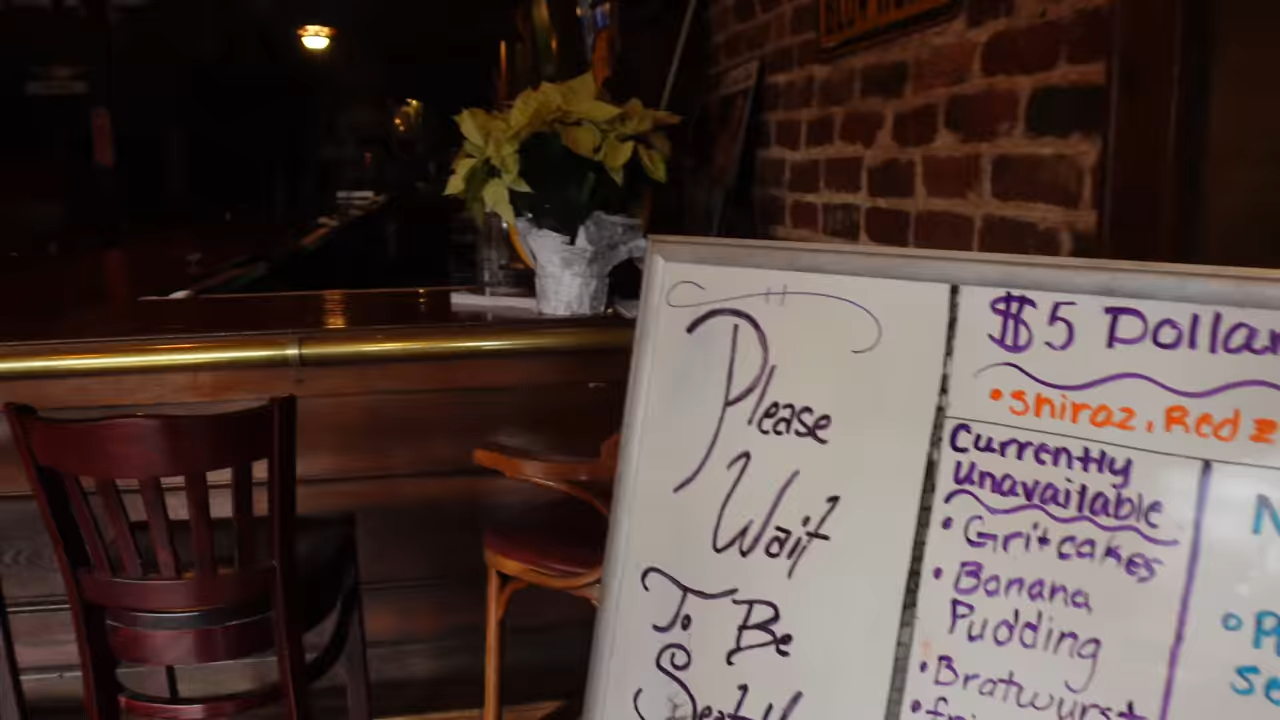 Please
Wait
To Be
$5 Dollar
• Shiraz, Red
Currently
Unavailable
• Grit cakes
• Banana
Pudding
• Bratwurst